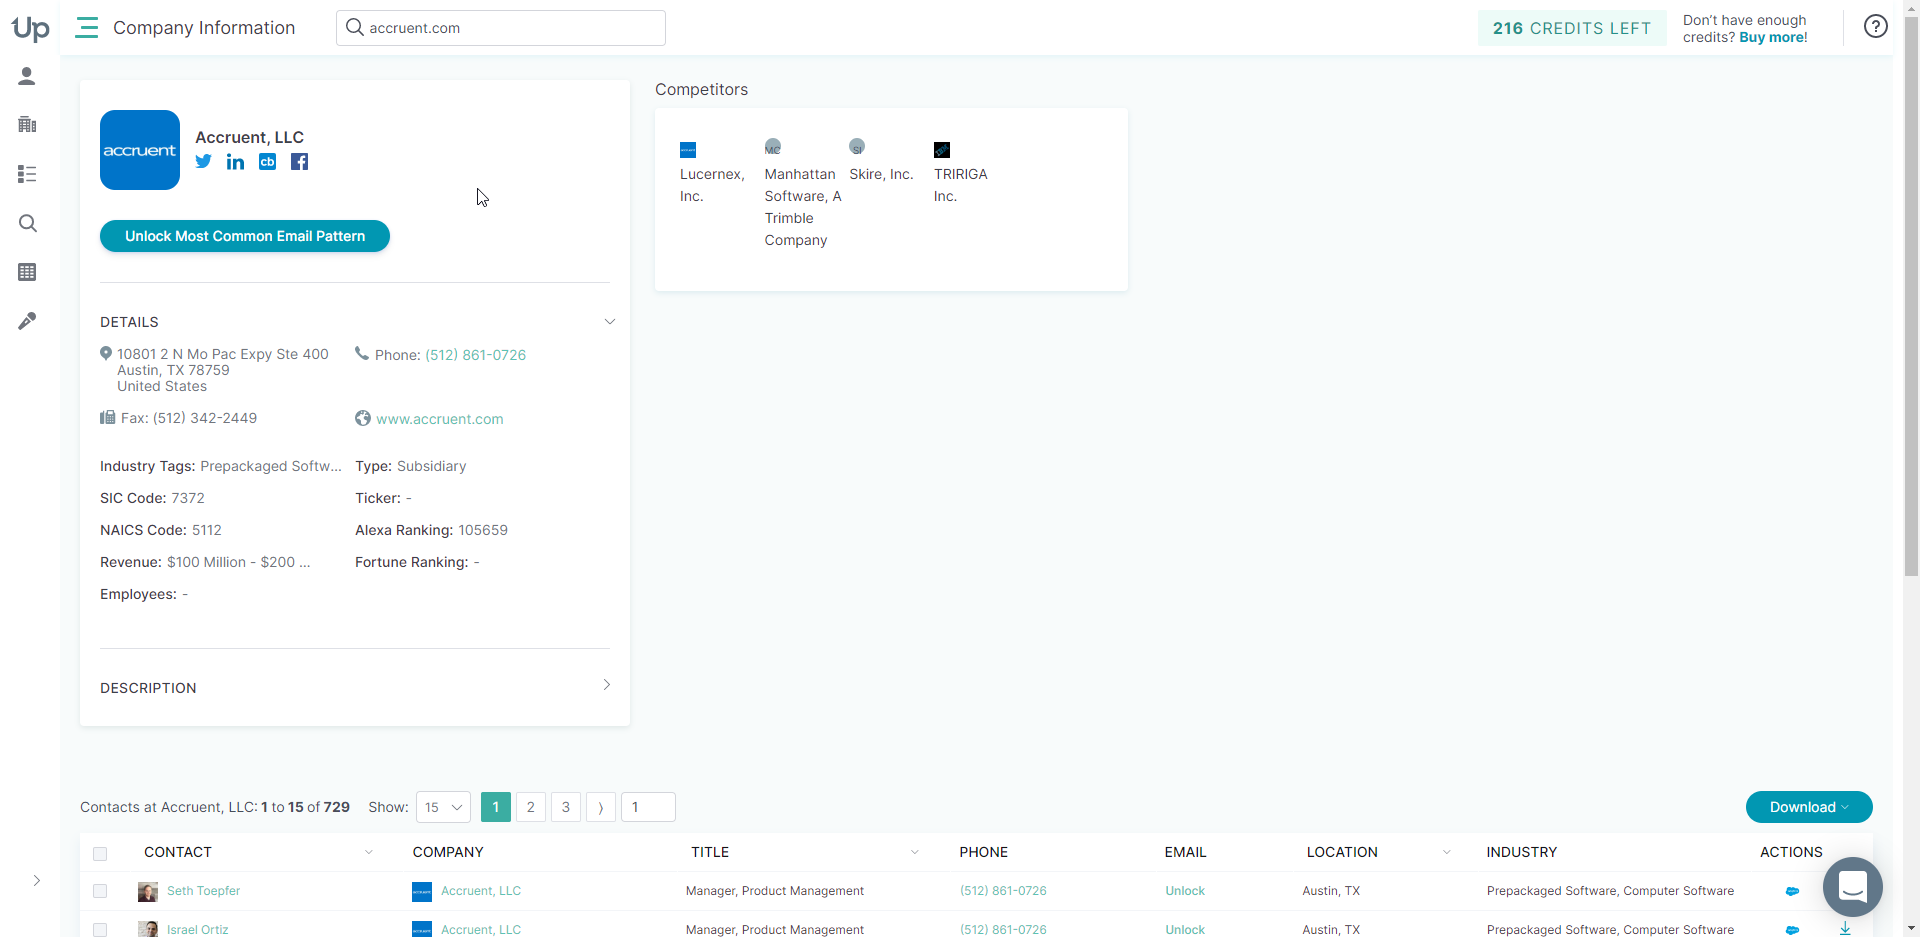 Up
Company Information
accruent.com
216 CREDITS LEFT
Don't have enough
credits? Buy more!
accruent
Accruent, LLC
cb
Unlock Most Common Email Pattern
DETAILS
10801 2 N Mo Pac Expy Ste 400
Austin, TX 78759
United States
Phone: (512) 861-0726
Fax: (512) 342-2449
www.accruent.com
Industry Tags: Prepackaged Softw...
Type: Subsidiary
SIC Code: 7372
Ticker: -
NAICS Code: 5112
Alexa Ranking: 105659
Revenue: $100 Million - $200 ...
Fortune Ranking: -
Employees: -
DESCRIPTION
Competitors
Lucernex,
Inc.
MC
Manhattan
Software, A
Trimble
Company
SI
Skire, Inc.
TRIRIGA
Inc.
Contacts at Accruent, LLC: 1 to 15 of 729
Show: 15
1 2 3 1
Download
CONTACT COMPANY TITLE PHONE EMAIL LOCATION INDUSTRY ACTIONS
Seth Toepfer Accruent, LLC Manager, Product Management (512) 861-0726 Unlock Austin, TX Prepackaged Software, Computer Software
Israel Ortiz Accruent, LLC Manager, Product Management (512) 861-0726 Unlock Austin, TX Prepackaged Software, Computer Software